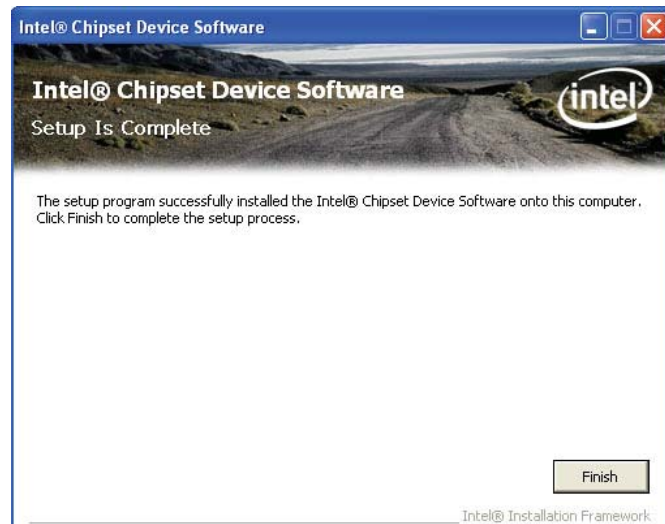 Intel® Chipset Device Software
Intel® Chipset Device Software
Setup Is Complete
intel
The setup program successfully installed the Intel® Chipset Device Software onto this computer.
Click Finish to complete the setup process.
Finish
Intel® Installation Framework